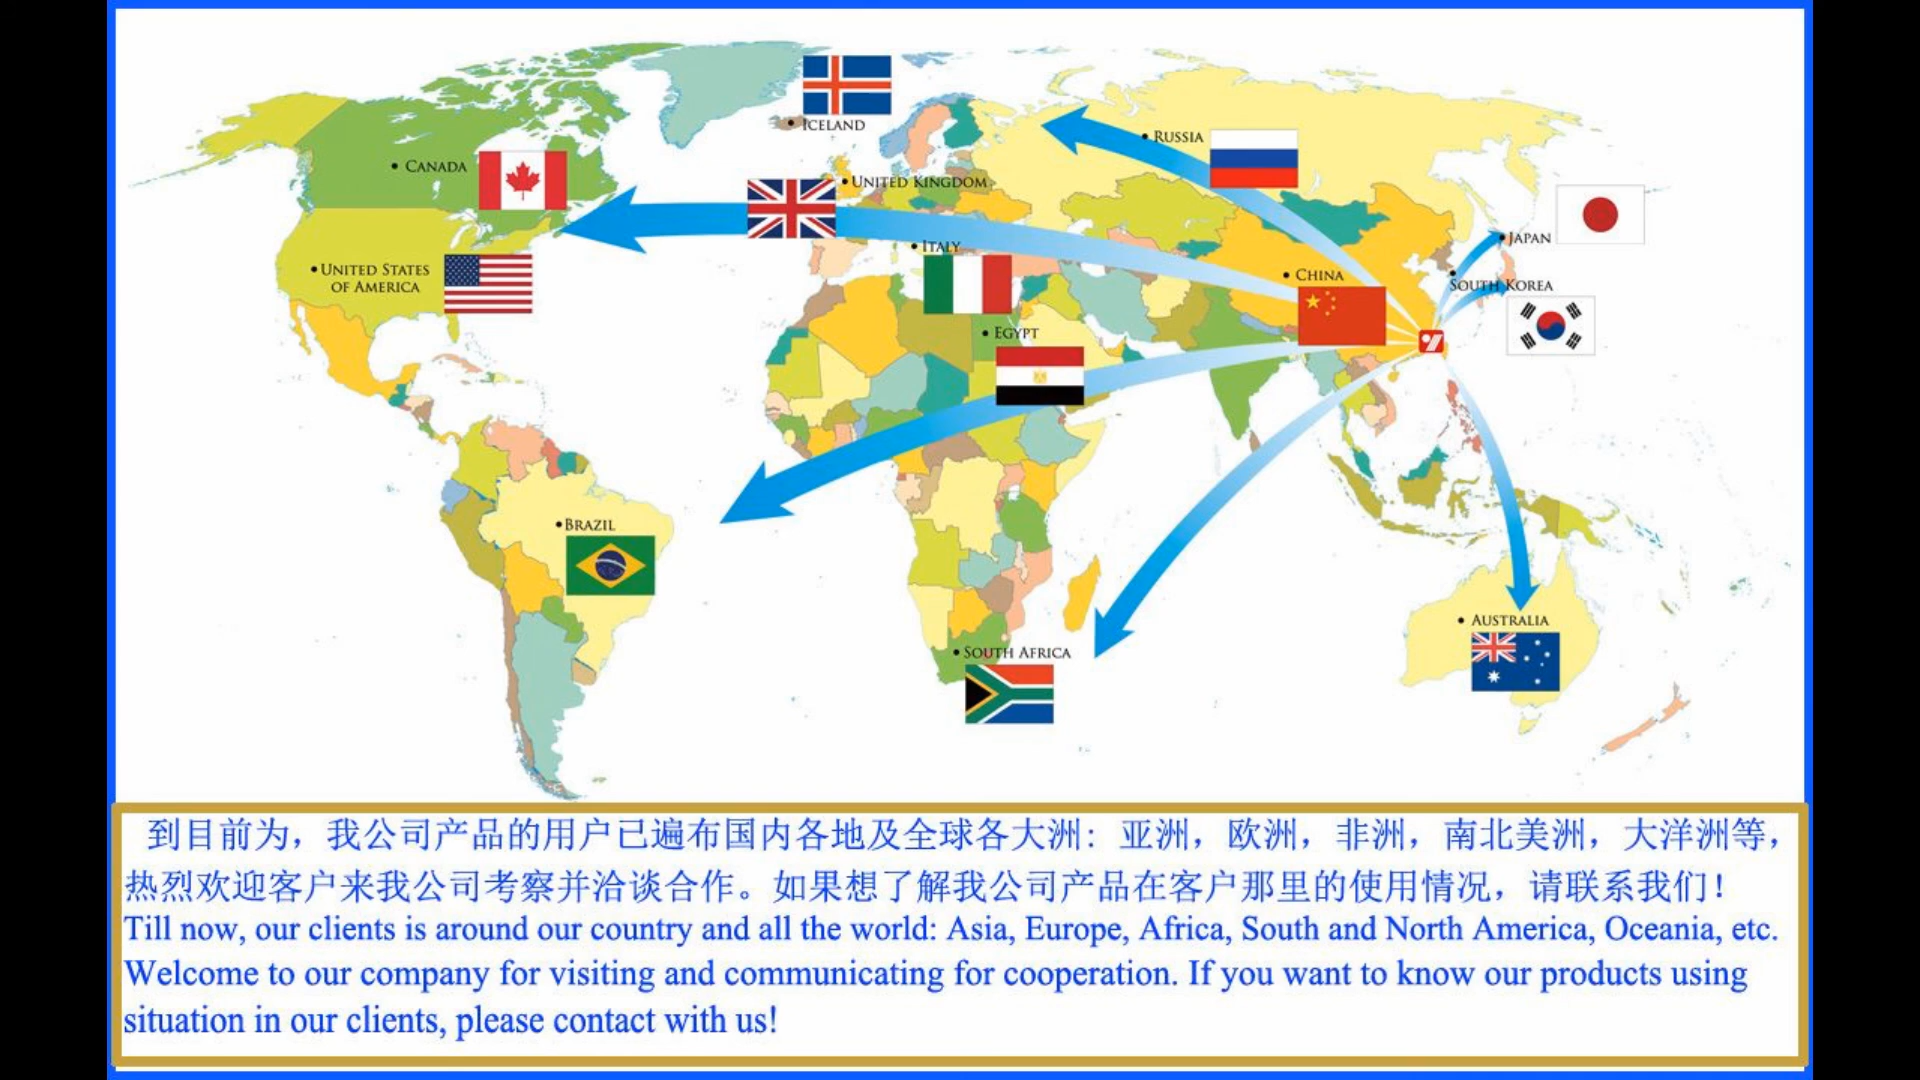 ICELAND
RUSSIA
CANADA
UNITED KINGDOM
JAPAN
ITALY
UNITED STATES
OF AMERICA
CHINA
SOUTH KOREA
EGYPT
BRAZIL
AUSTRALIA
SOUTH AFRICA
到目前为，我公司产品的用户已遍布国内各地及全球各大洲：亚洲，欧洲，非洲，南北美洲，大洋洲等，
热烈欢迎客户来我公司考察并洽谈合作。如果想了解我公司产品在客户那里的使用情况，请联系我们！
Till now, our clients is around our country and all the world: Asia, Europe, Africa, South and North America, Oceania, etc.
Welcome to our company for visiting and communicating for cooperation. If you want to know our products using
situation in our clients, please contact with us!